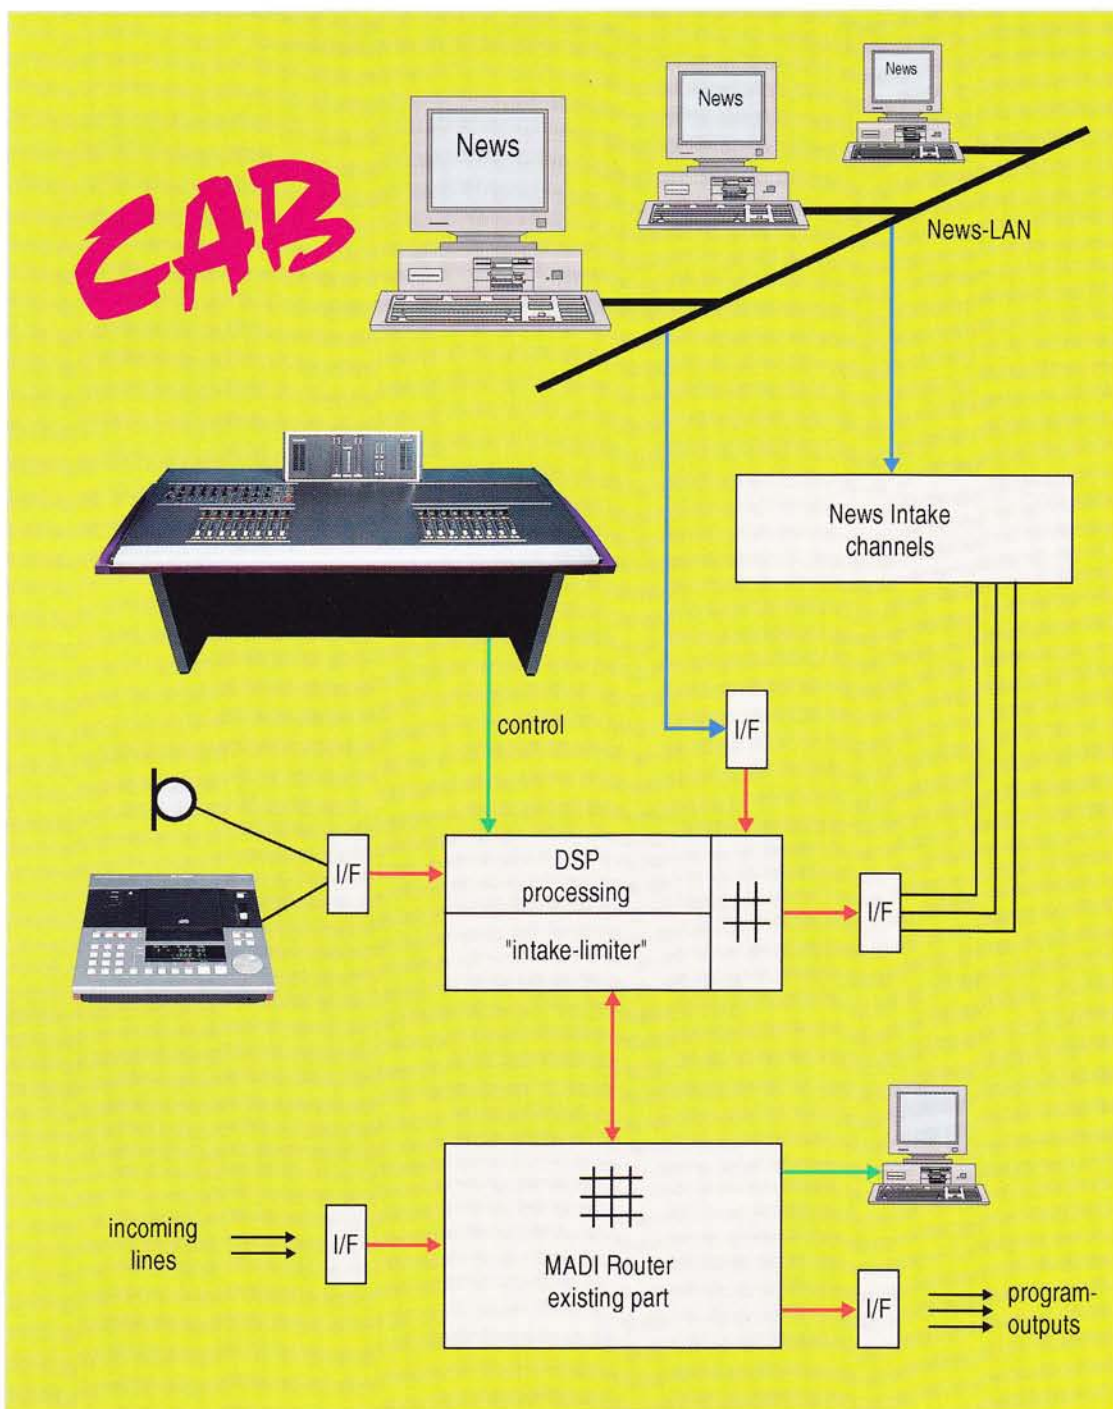 News
News
News
CAB
News-LAN
News Intake
channels
control
I/F
I/F
DSP
processing
"intake-limiter"
I/F
incoming
lines
I/F
MADI Router
existing part
I/F
program-
outputs